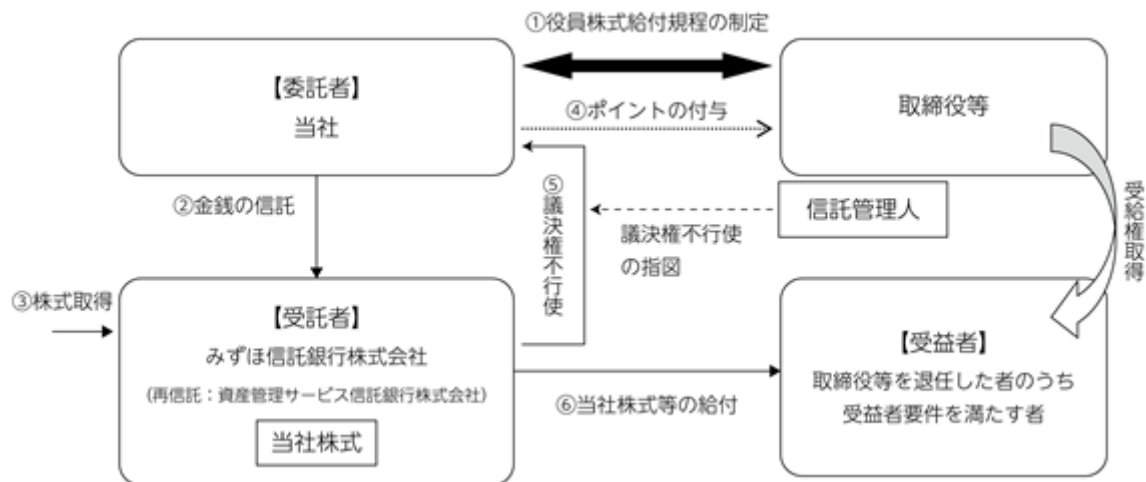 ①役員株式給付規程の制定
【委託者】
当社
取締役等
④ポイントの付与
②金銭の信託
⑤議決権不行使
議決権不行使
の指図
信託管理人
受給権取得
③株式取得
【受託者】
みずほ信託銀行株式会社
(再信託:資産管理サービス信託銀行株式会社)
当社株式
⑥当社株式等の給付
【受益者】
取締役等を退任した者のうち
受益者要件を満たす者